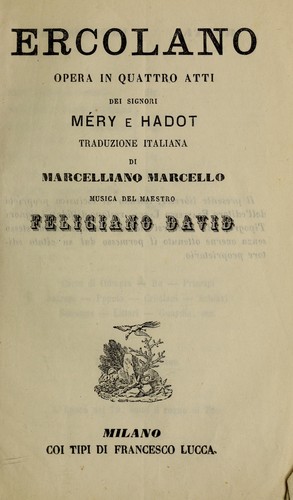 ERCOLANO
OPERA IN QUATTRO ATTI
DEI SIGNORI
MÉRY E HADOT
TRADUZIONE ITALIANA
DI
MARCELLIANO MARCELLO
MUSICA DEL MAESTRO
FELICIANO DAVID
MILANO
COI TIPI DI FRANCESCO LUCCA.